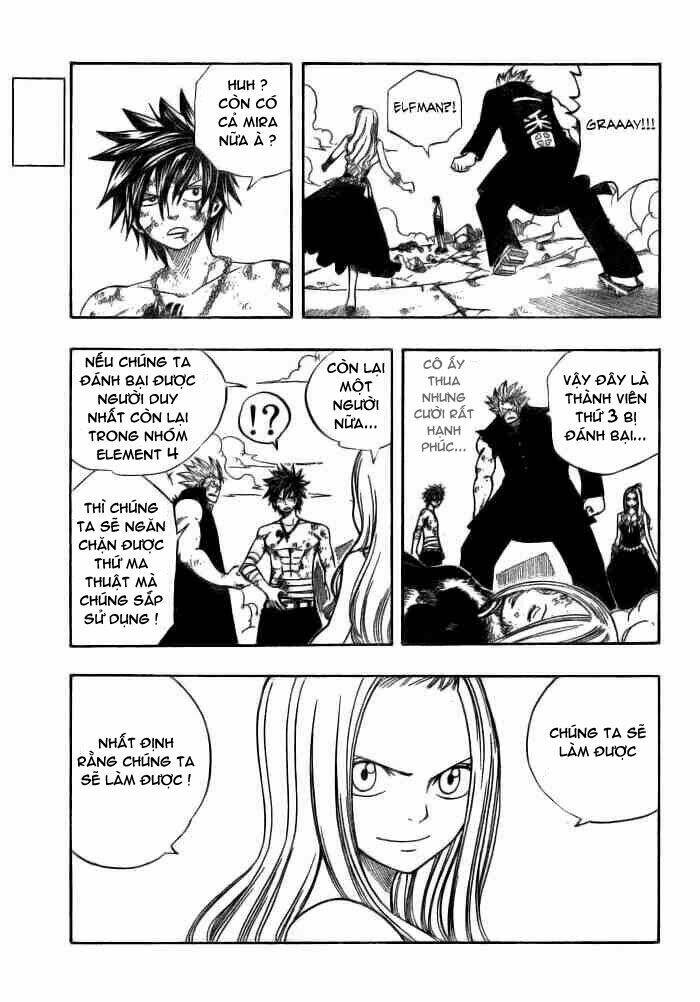 GRAAAY!!!
ELFMAN?!
一番
HUH ?
CÒN CÓ
CẢ MIRA
NỮA À ?
VẬY ĐÂY LÀ
THÀNH VIÊN
THỨ 3 BỊ
ĐÁNH BẠI...
CÔ ẤY
THUA
NHƯNG
CƯỜI RẤT
HẠNH
PHÚC...
CÒN LẠI
MỘT
NGƯỜI
NỮA...
!?
NẾU CHÚNG TA
ĐÁNH BẠI ĐƯỢC
NGƯỜI DUY
NHẤT CÒN LẠI
TRONG NHÓM
ELEMENT 4
THÌ CHÚNG
TA SẼ NGĂN
CHẶN ĐƯỢC
THỨ MA
THUẬT MÀ
CHÚNG SẮP
SỬ DỤNG !
CHÚNG TA SẼ
LÀM ĐƯỢC
NHẤT ĐỊNH
RẰNG CHÚNG TA
SẼ LÀM ĐƯỢC !